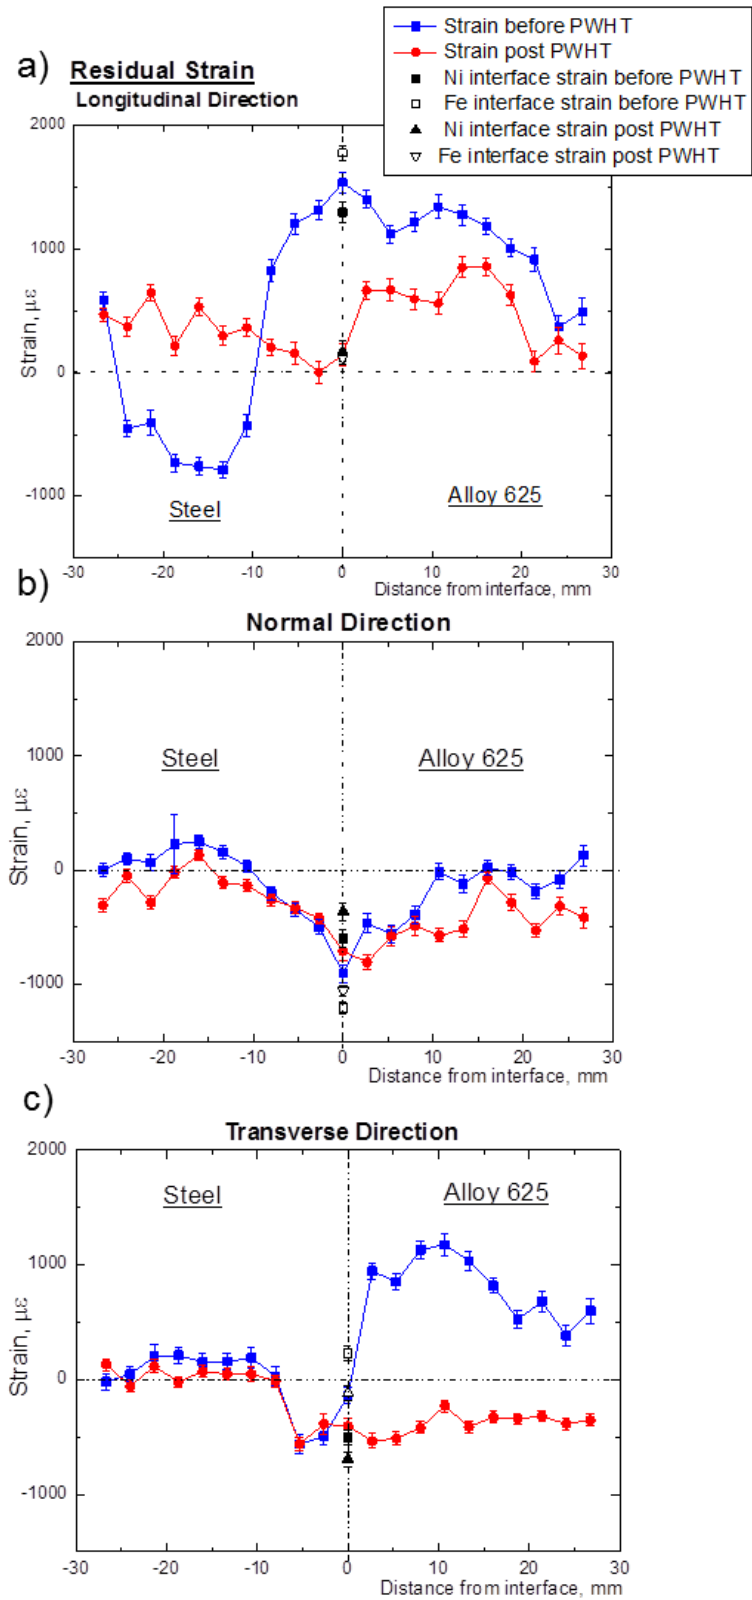 Strain before PWHT
Strain post PWHT
Ni interface strain before PWHT
Fe interface strain before PWHT
Ni interface strain post PWHT
Fe interface strain post PWHT
a) Residual Strain
Longitudinal Direction
2000
1000
0
-1000
Strain, με
Steel
Alloy 625
-30 -20 -10 0 10 20 30
Distance from interface, mm
b)
Normal Direction
2000
1000
0
-1000
Strain, με
Steel
Alloy 625
-30 -20 -10 0 10 20 30
Distance from interface, mm
c)
Transverse Direction
2000
1000
0
-1000
Strain, με
Steel
Alloy 625
-30 -20 -10 0 10 20 30
Distance from interface, mm